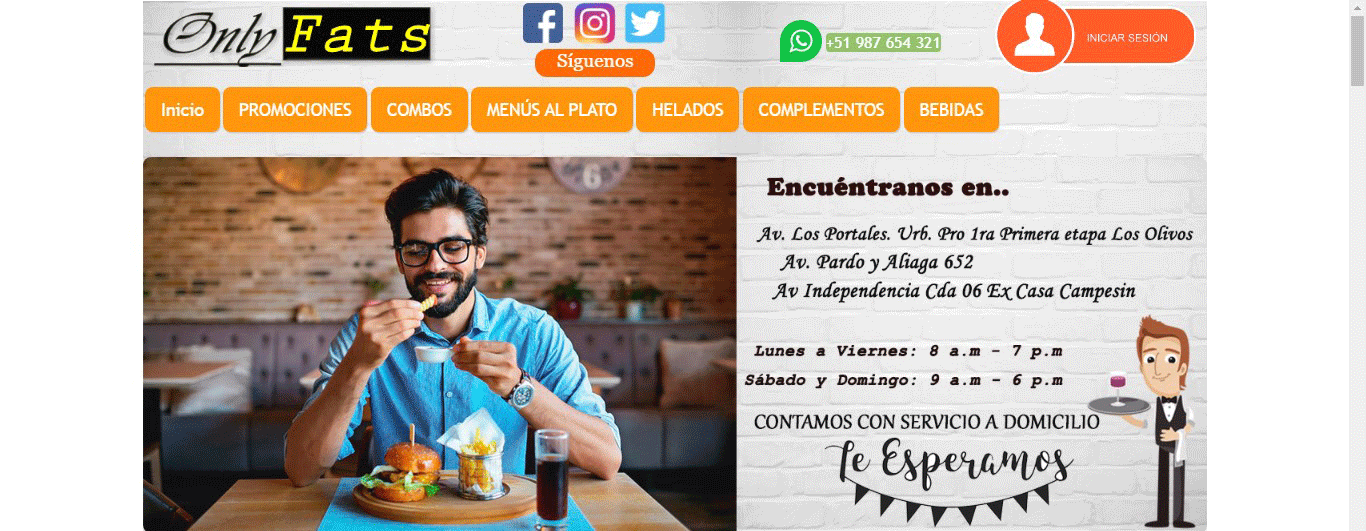 Only Fats
Síguenos
+51 987 654 321
INICIAR SESIÓN
Inicio
PROMOCIONES
COMBOS
MENÚS AL PLATO
HELADOS
COMPLEMENTOS
BEBIDAS
6
Encuéntranos en..
Av. Los Portales. Urb. Pro 1ra Primera etapa Los Olivos
Av. Pardo y Aliaga 652
Av Independencia Cda 06 Ex Casa Campesin
Lunes a Viernes: 8 a.m - 7 p.m
Sábado y Domingo: 9 a.m - 6 p.m
CONTAMOS CON SERVICIO A DOMICILIO
Te Esperamos